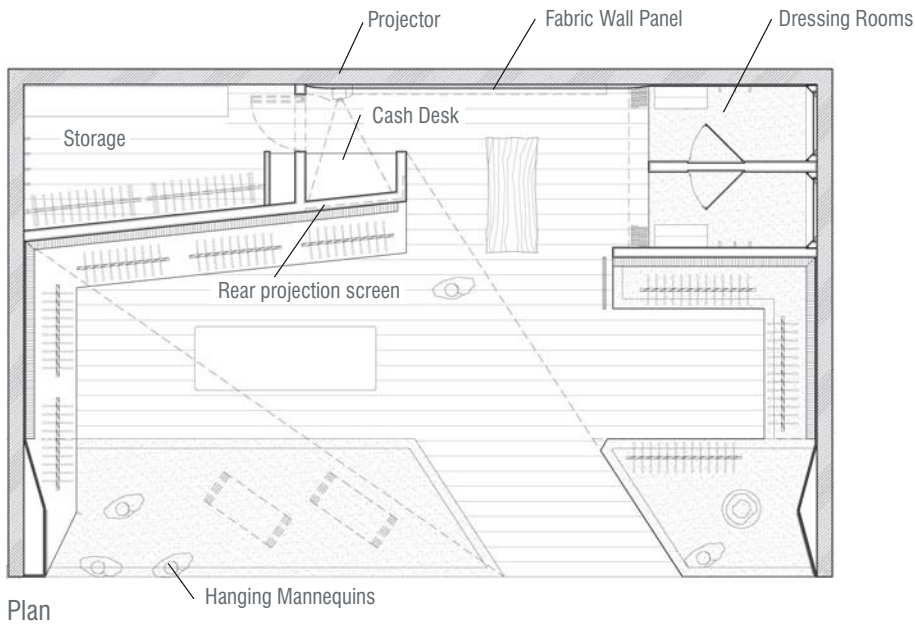 Projector
Fabric Wall Panel
Dressing Rooms
Cash Desk
Storage
Rear projection screen
Hanging Mannequins
Plan